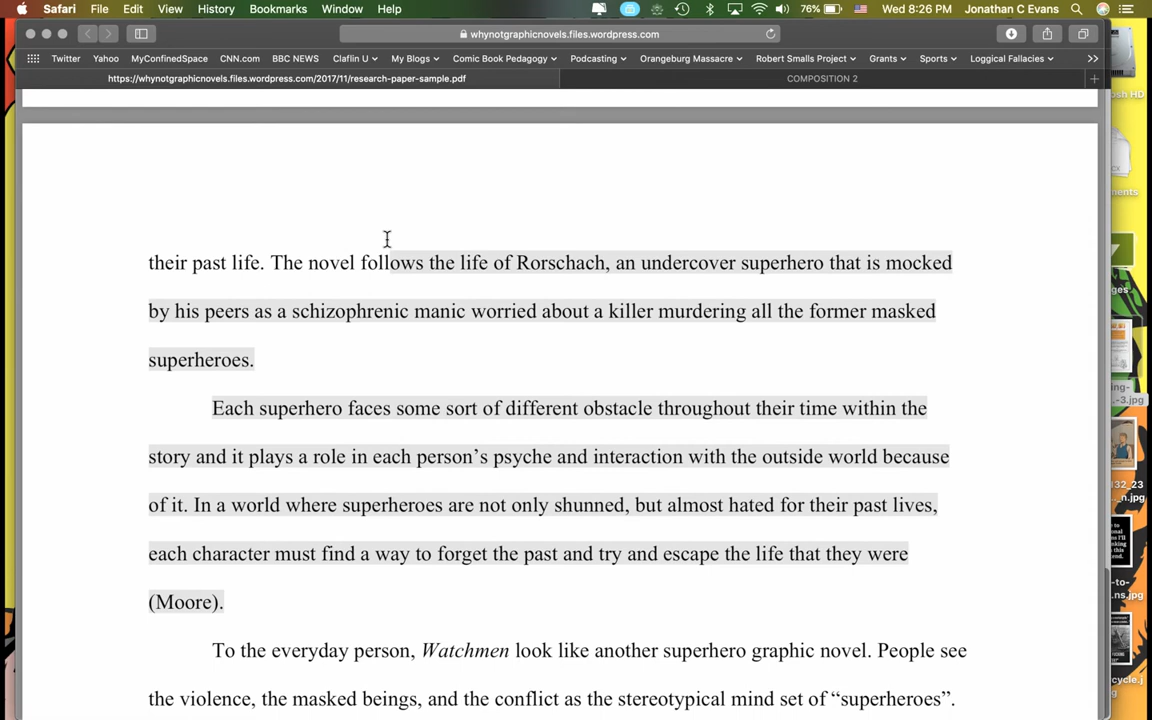 Safari File Edit View History Bookmarks Window Help 76% Wed 8:26 PM Jonathan C Evans
whynotgraphicnovels.files.wordpress.com
Twitter Yahoo MyConfinedSpace CNN.com BBC NEWS Claflin U My Blogs Comic Book Pedagogy Podcasting Orangeburg Massacre Robert Smalls Project Grants Sports Loggical Fallacies
https://whynotgraphicnovels.files.wordpress.com/2017/11/research-paper-sample.pdf COMPOSITION 2
their past life. The novel follows the life of Rorschach, an undercover superhero that is mocked
by his peers as a schizophrenic manic worried about a killer murdering all the former masked
superheroes.
Each superhero faces some sort of different obstacle throughout their time within the
story and it plays a role in each person’s psyche and interaction with the outside world because
of it. In a world where superheroes are not only shunned, but almost hated for their past lives,
each character must find a way to forget the past and try and escape the life that they were
(Moore).
To the everyday person, Watchmen look like another superhero graphic novel. People see
the violence, the masked beings, and the conflict as the stereotypical mind set of “superheroes”.